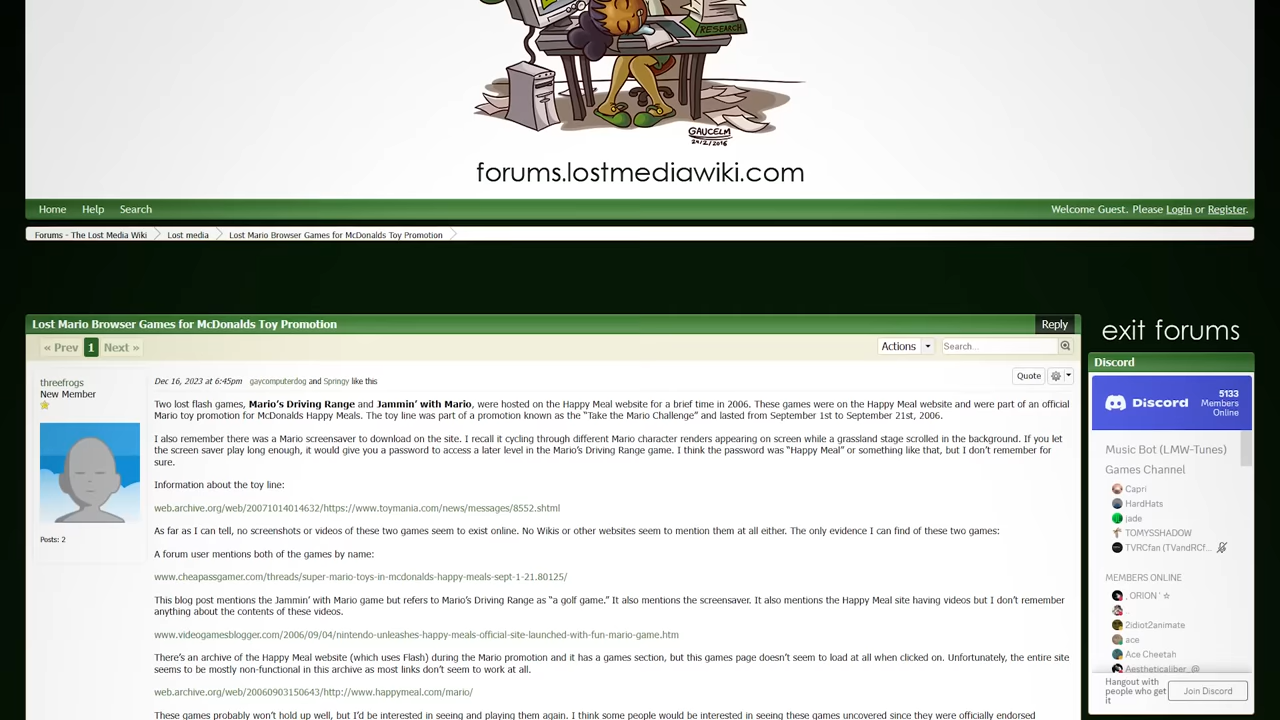 RESEARCH
GAUCELM
24/2/2016
forums.lostmediawiki.com
Home Help Search
Welcome Guest. Please Login or Register.
Forums - The Lost Media Wiki Lost media Lost Mario Browser Games for McDonalds Toy Promotion
Lost Mario Browser Games for McDonalds Toy Promotion
Reply
« Prev 1 Next »
Actions Search...
threefrogs
New Member
Posts: 2
Dec 16, 2023 at 6:45pm gaycomputerdog and Springy like this
Quote
Two lost flash games, Mario's Driving Range and Jammin' with Mario, were hosted on the Happy Meal website for a brief time in 2006. These games were on the Happy Meal website and were part of an official
Mario toy promotion for McDonalds Happy Meals. The toy line was part of a promotion known as the "Take the Mario Challenge" and lasted from September 1st to September 21st, 2006.
I also remember there was a Mario screensaver to download on the site. I recall it cycling through different Mario character renders appearing on screen while a grassland stage scrolled in the background. If you let
the screen saver play long enough, it would give you a password to access a later level in the Mario's Driving Range game. I think the password was "Happy Meal" or something like that, but I don't remember for
sure.
Information about the toy line:
web.archive.org/web/20071014014632/https://www.toymania.com/news/messages/8552.shtml
As far as I can tell, no screenshots or videos of these two games seem to exist online. No Wikis or other websites seem to mention them at all either. The only evidence I can find of these two games:
A forum user mentions both of the games by name:
www.cheapassgamer.com/threads/super-mario-toys-in-mcdonalds-happy-meals-sept-1-21.80125/
This blog post mentions the Jammin' with Mario game but refers to Mario's Driving Range as "a golf game." It also mentions the screensaver. It also mentions the Happy Meal site having videos but I don't remember
anything about the contents of these videos.
www.videogamesblogger.com/2006/09/04/nintendo-unleashes-happy-meals-official-site-launched-with-fun-mario-game.htm
There's an archive of the Happy Meal website (which uses Flash) during the Mario promotion and it has a games section, but this games page doesn't seem to load at all when clicked on. Unfortunately, the entire site
seems to be mostly non-functional in this archive as most links don't seem to work at all.
web.archive.org/web/20060903150643/http://www.happymeal.com/mario/
These games probably won't hold up well, but I'd be interested in seeing and playing them again. I think some people would be interested in seeing these games uncovered since they were officially endorsed
exit forums
Discord
Discord
5133
Members
Online
Music Bot (LMW-Tunes)
Games Channel
Capri
HardHats
jade
TOMYSSHADOW
TVRCfan (TVandRCf...
MEMBERS ONLINE
, ORION ' ☆
...
2idiot2animate
ace
Ace Cheetah
Aestheticaliber_@
Hangout with
people who get
it
Join Discord